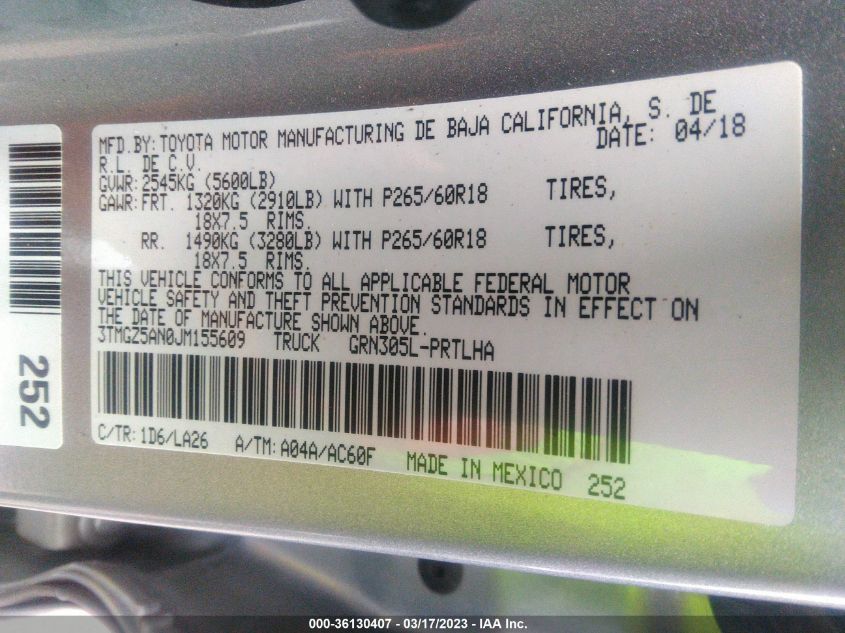 MFD.BY: TOYOTA MOTOR MANUFACTURING DE BAJA CALIFORNIA, S. DE
R.L. DE C.V. DATE: 04/18
GVWR: 2545KG (5600LB)
GAWR: FRT. 1320KG (2910LB) WITH P265/60R18 TIRES,
18X7.5 RIMS.
RR. 1490KG (3280LB) WITH P265/60R18 TIRES,
18X7.5 RIMS.
THIS VEHICLE CONFORMS TO ALL APPLICABLE FEDERAL MOTOR
VEHICLE SAFETY AND THEFT PREVENTION STANDARDS IN EFFECT ON
THE DATE OF MANUFACTURE SHOWN ABOVE.
3TMGZ5AN0JM155609 TRUCK GRN305L-PRTLHA
C/TR: 1D6/LA26 A/TM: A04A/AC60F MADE IN MEXICO 252
252
000-36130407 - 03/17/2023 - IAA Inc.